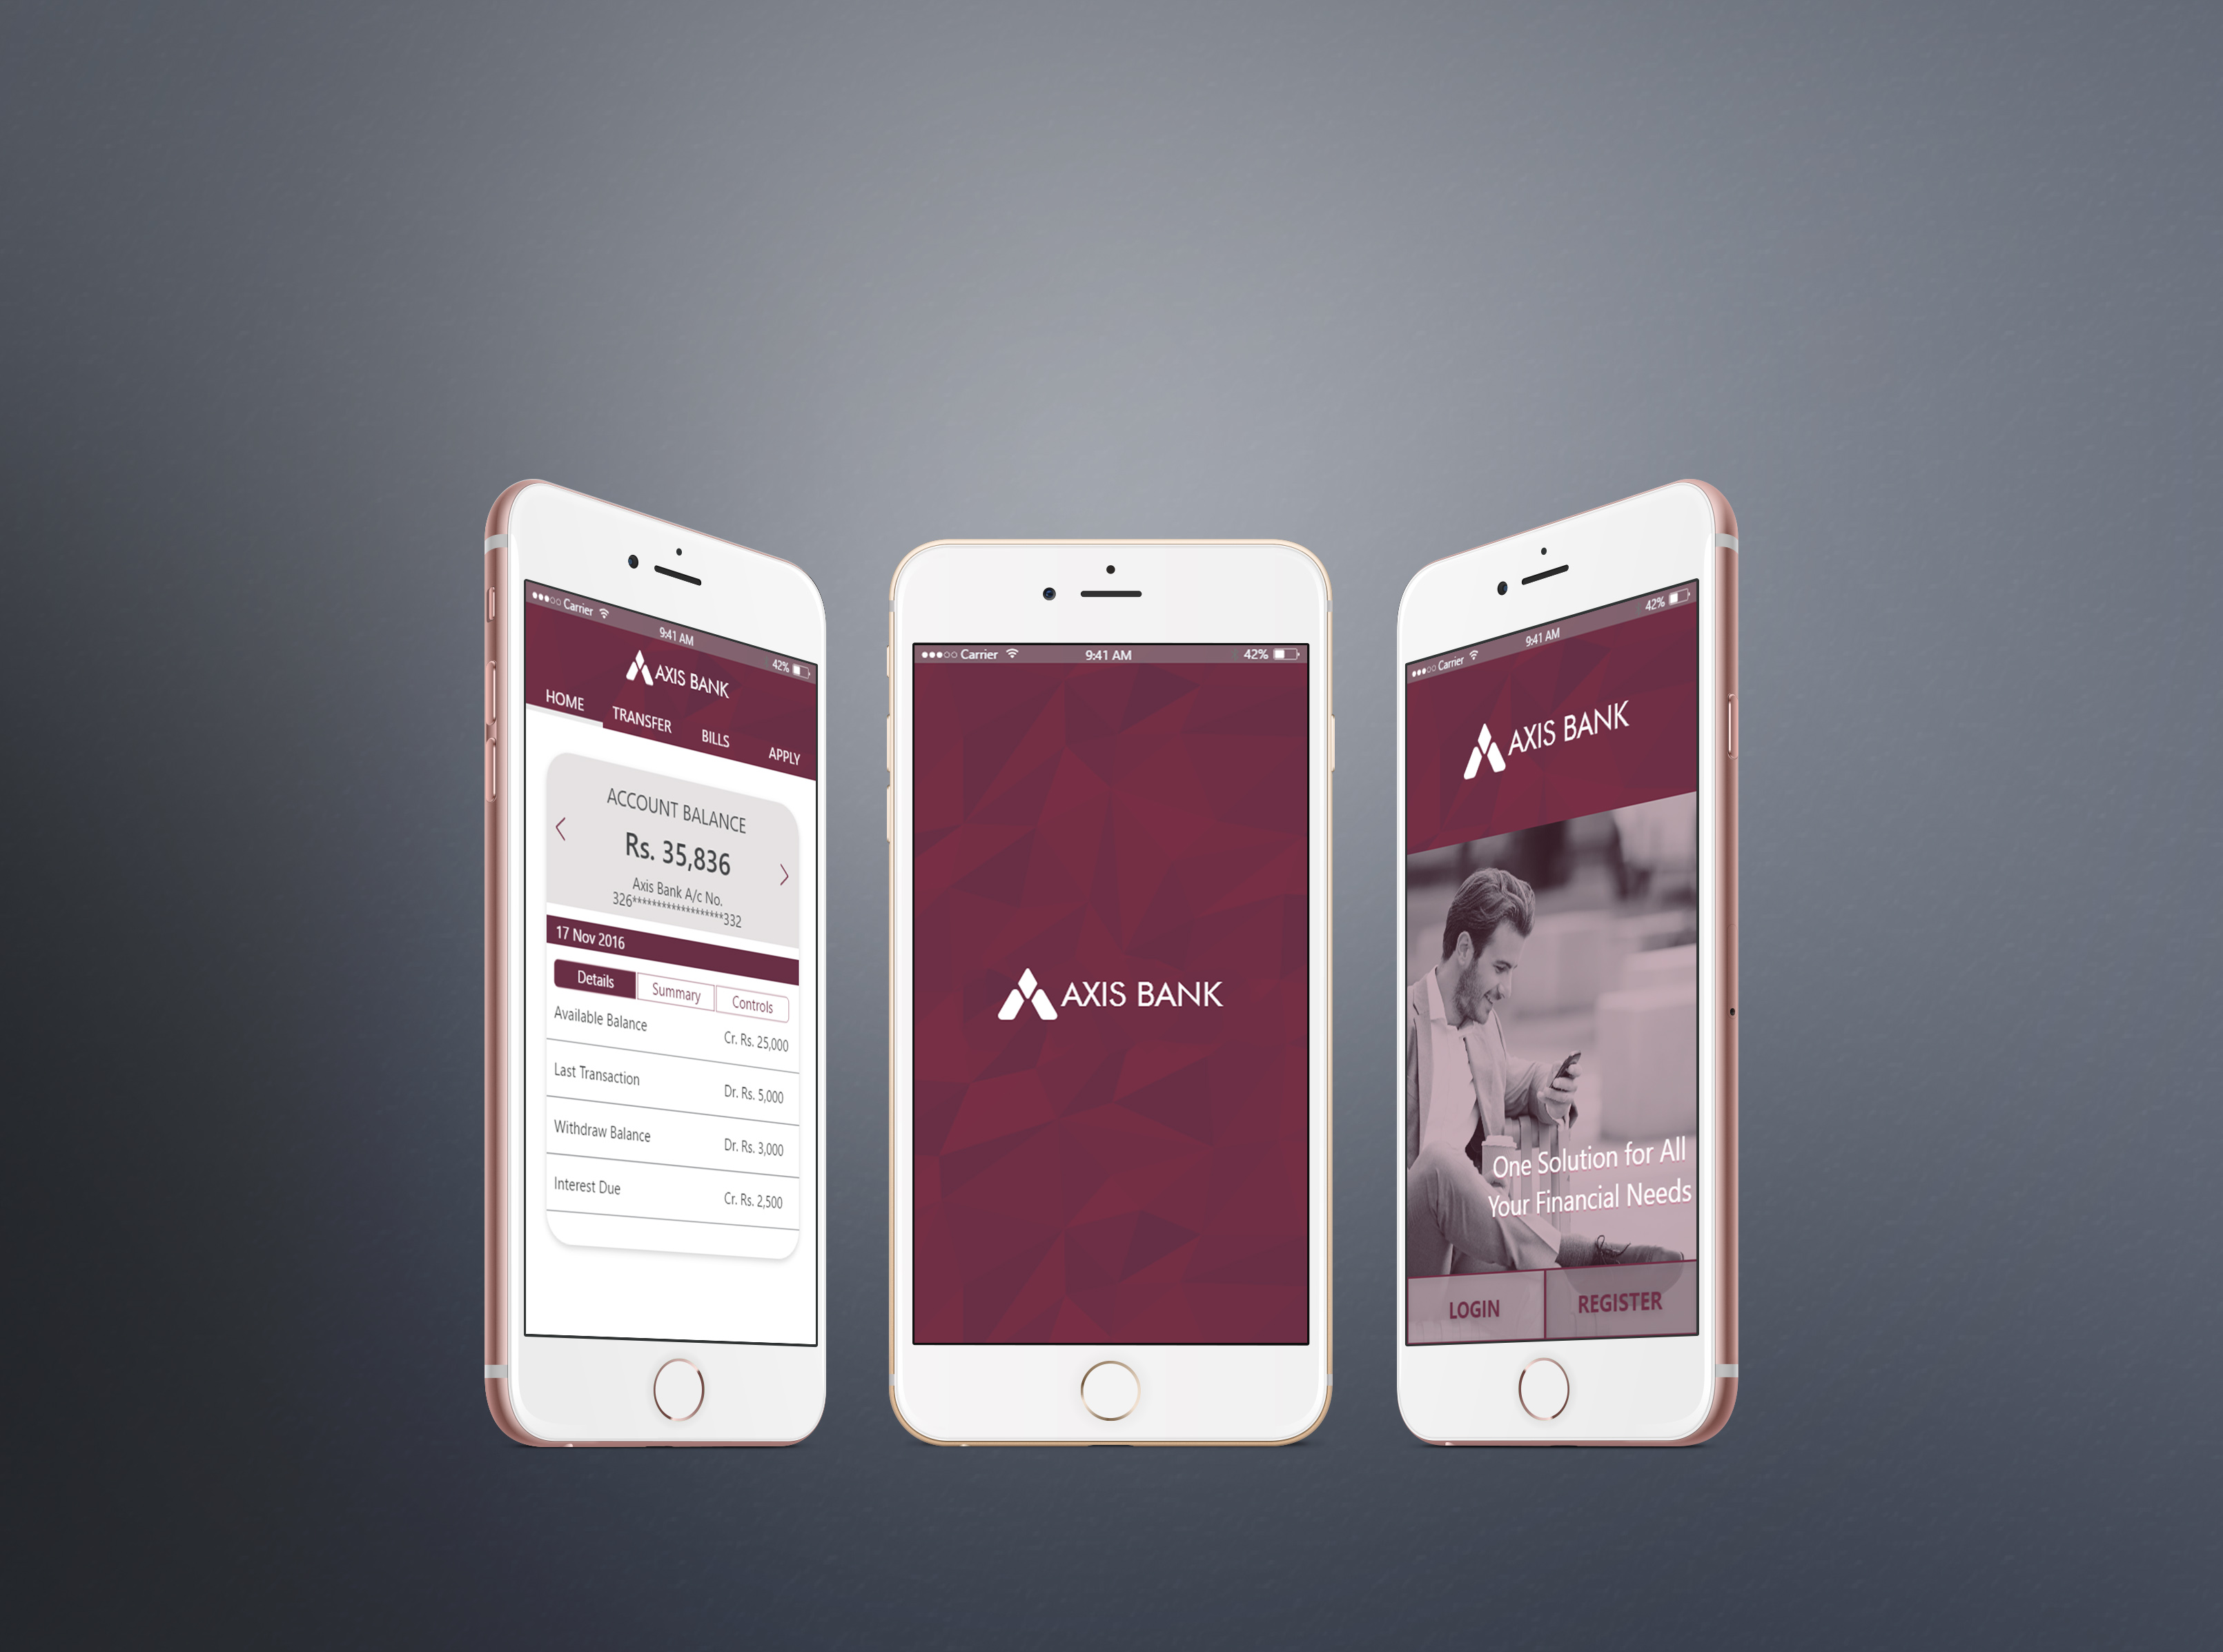 Carrier
9:41 AM
42%
AXIS BANK
HOME
TRANSFER
BILLS
APPLY
ACCOUNT BALANCE
Rs. 35,836
Axis Bank A/c No.
326*******************332
17 Nov 2016
Details
Summary
Controls
Available Balance
Cr. Rs. 25,000
Last Transaction
Dr. Rs. 5,000
Withdraw Balance
Dr. Rs. 3,000
Interest Due
Cr. Rs. 2,500
Carrier
9:41 AM
42%
AXIS BANK
Carrier
9:41 AM
42%
AXIS BANK
One Solution for All
Your Financial Needs
LOGIN
REGISTER